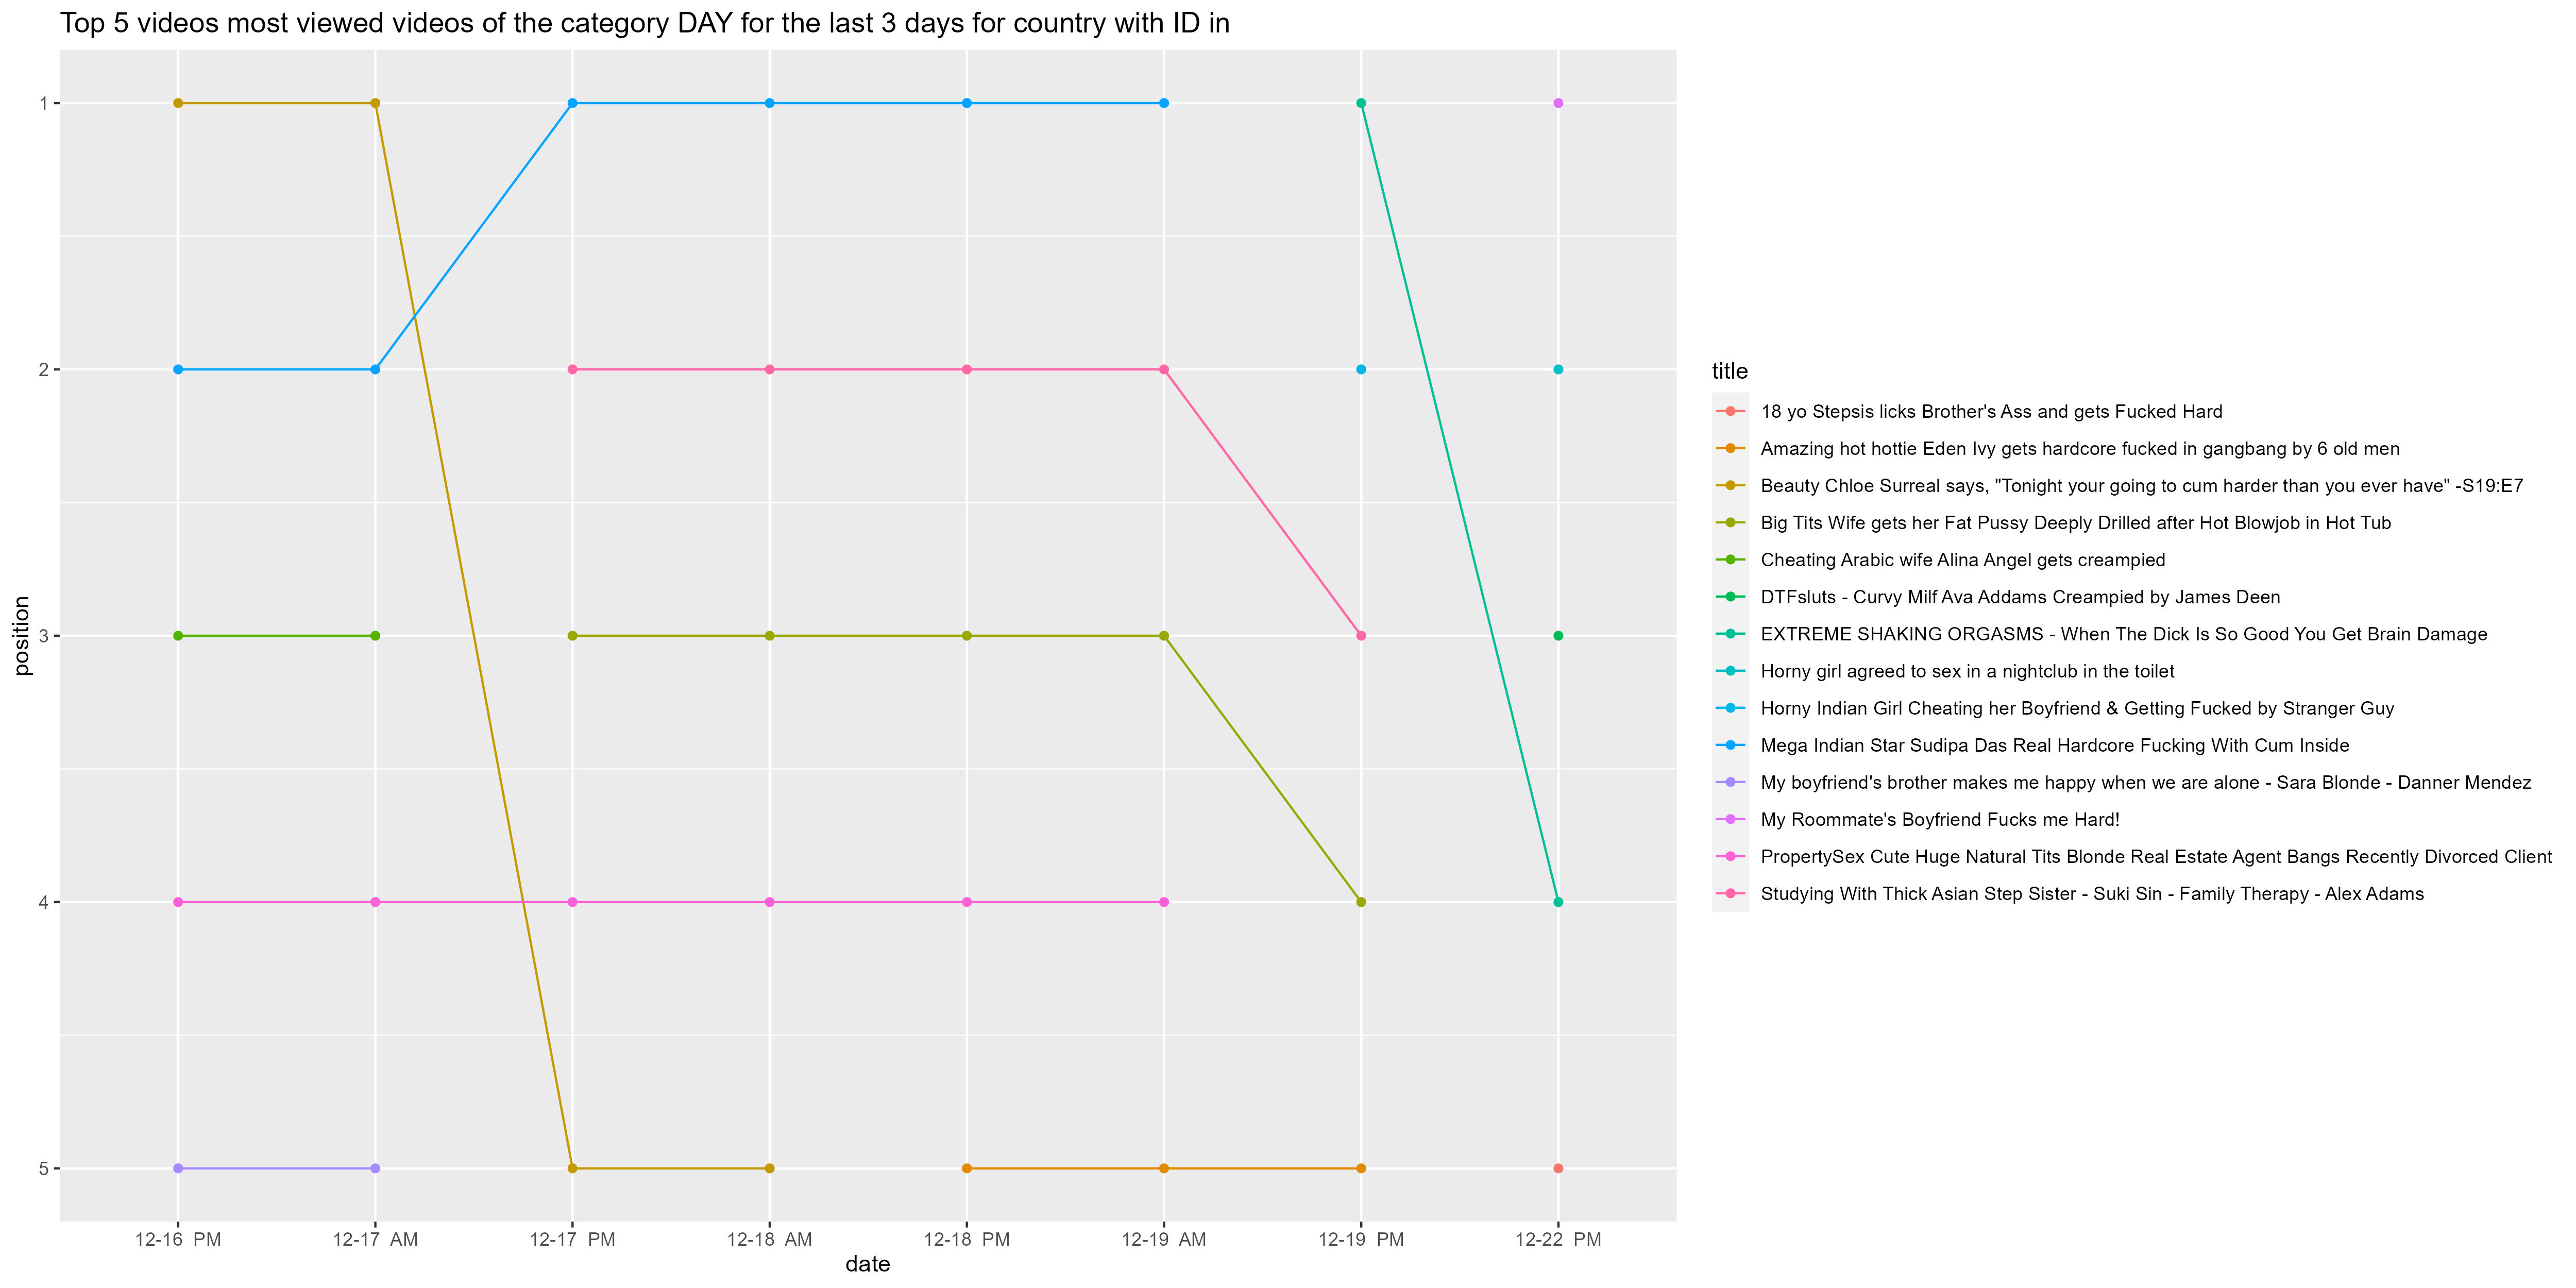 Top 5 videos most viewed videos of the category DAY for the last 3 days for country with ID in
position
1
2
3
4
5
12-16 PM
12-17 AM
12-17 PM
12-18 AM
12-18 PM
12-19 AM
12-19 PM
12-22 PM
date
title
18 yo Stepsis licks Brother's Ass and gets Fucked Hard
Amazing hot hottie Eden Ivy gets hardcore fucked in gangbang by 6 old men
Beauty Chloe Surreal says, "Tonight your going to cum harder than you ever have" -S19:E7
Big Tits Wife gets her Fat Pussy Deeply Drilled after Hot Blowjob in Hot Tub
Cheating Arabic wife Alina Angel gets creampied
DTFsluts - Curvy Milf Ava Addams Creampied by James Deen
EXTREME SHAKING ORGASMS - When The Dick Is So Good You Get Brain Damage
Horny girl agreed to sex in a nightclub in the toilet
Horny Indian Girl Cheating her Boyfriend & Getting Fucked by Stranger Guy
Mega Indian Star Sudipa Das Real Hardcore Fucking With Cum Inside
My boyfriend's brother makes me happy when we are alone - Sara Blonde - Danner Mendez
My Roommate's Boyfriend Fucks me Hard!
PropertySex Cute Huge Natural Tits Blonde Real Estate Agent Bangs Recently Divorced Client
Studying With Thick Asian Step Sister - Suki Sin - Family Therapy - Alex Adams